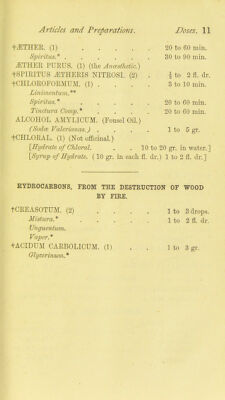 Articles and Preparations. Doses. 11
†ÆTHER. (1) . . . . 20 to 60 min.
Spiritus.* . . . . . 30 to 90 min.
ÆTHER PURUS. (1) (the Anæsthetic.)
†SPIRITUS ÆTHERIS NITROSI. (2) . ½ to 2 fl. dr.
†CHLOROFORMUM. (1) . . . . 3 to 10 min.
Linimentum.**
Spiritus.* . . . . 20 to 60 min.
Tinctura Comp.* . . . 20 to 60 min.
ALCOHOL AMYLICUM. (Fousel Oil.)
(Sodæ Valerianas.) . . . . 1 to 5 gr.
†CHLORAL. (1) (Not officinal.)
[Hydrate of Chloral. . . 10 to 20 gr. in water.]
[Syrup of Hydrate. (10 gr. in each fl. dr.) 1 to 2 fl. dr.]
HYDROCARBONS, FROM THE DESTRUCTION OF WOOD
BY FIRE.
†CREASOTUM. (2) . . . . 1 to 3 drops.
Mistura.* . . . . 1 to 2 fl. dr.
Unguentum.
Vapor.*
†ACIDUM CARBOLICUM. (1) . . 1 to 3 gr.
Glycerinum.*